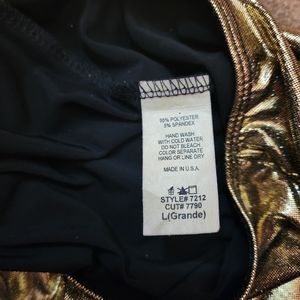 95% POLYESTER
5% SPANDEX
HAND WASH
WITH COLD WATER
DO NOT BLEACH
COLOR SEPARATE
HANG OR LINE DRY
MADE IN U.S.A.
STYLE# 7212
CUT# 7790
L(Grande)